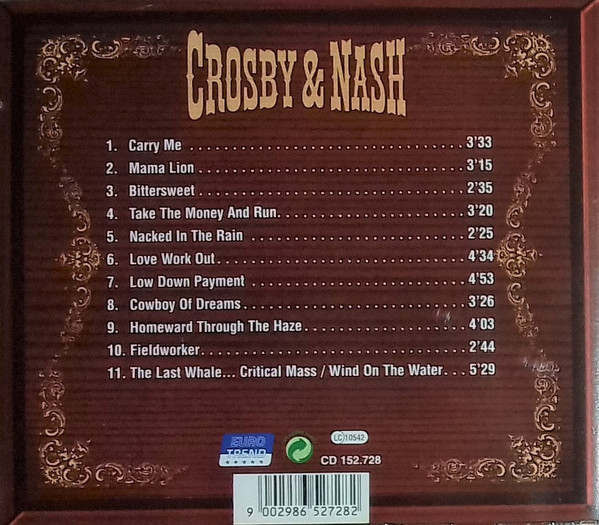 CROSBY & NASH
1. Carry Me ................................. 3'33
2. Mama Lion ................................ 3'15
3. Bittersweet ............................... 2'35
4. Take The Money And Run...................... 3'20
5. Nacked In The Rain ......................... 2'25
6. Love Work Out.............................. 4'34
7. Low Down Payment .......................... 4'53
8. Cowboy Of Dreams........................... 3'26
9. Homeward Through The Haze................... 4'03
10. Fieldworker................................ 2'44
11. The Last Whale... Critical Mass / Wind On The Water... 5'29
EURO
TREND
LC 10542
CD 152.728
9 002986 527282